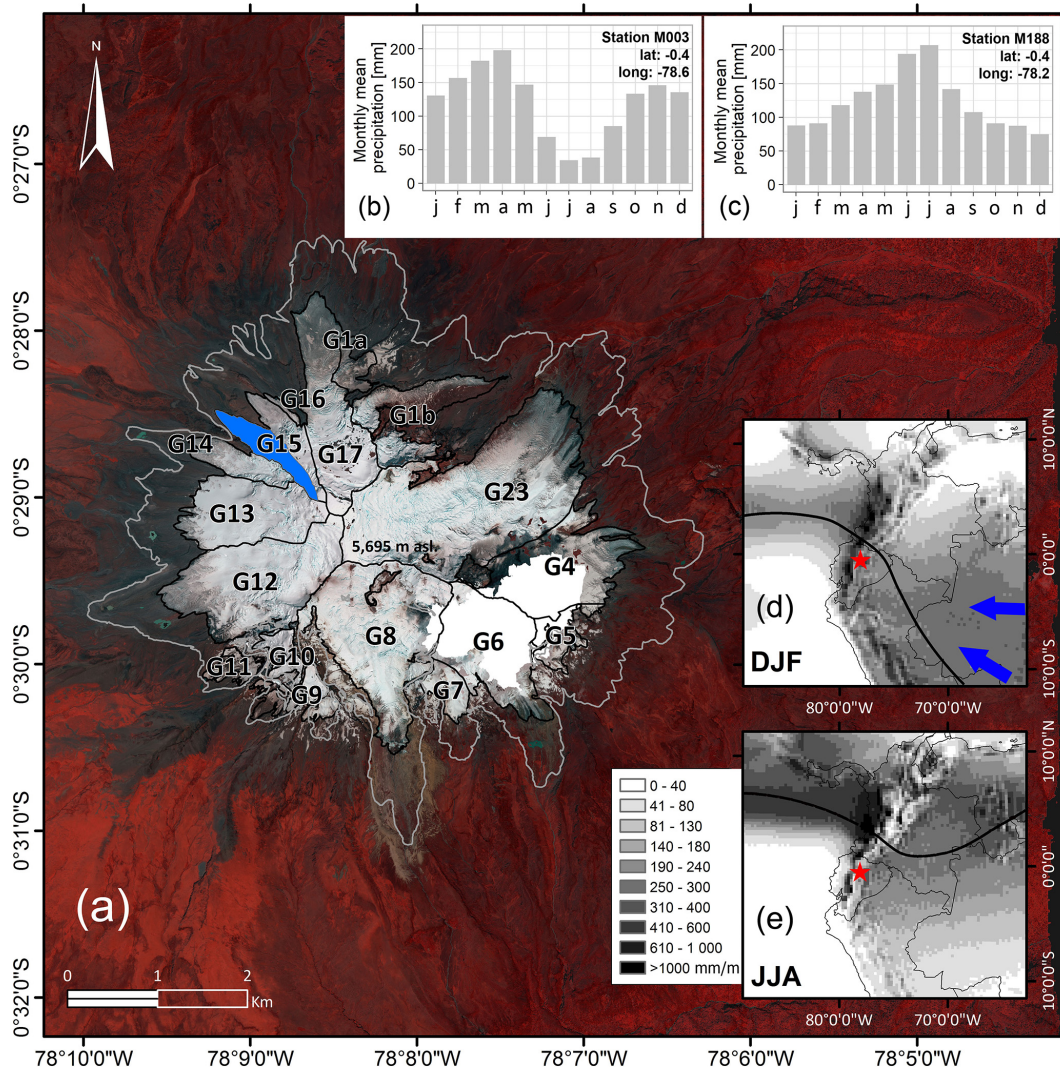 N
Monthly mean
precipitation [mm]
200
150
100
50
0
Station M003
lat: -0.4
long: -78.6
j f m a m j j a s o n d
(b)
Monthly mean
precipitation [mm]
200
150
100
50
0
Station M188
lat: -0.4
long: -78.2
j f m a m j j a s o n d
(c)
0°27'0"S
0°28'0"S
0°29'0"S
0°30'0"S
0°31'0"S
0°32'0"S
G1a
G16
G1b
G14
G15
G17
G23
G13
5,695 m asl.
G12
G4
G8
G6
G5
G10
G11
G9
G7
(a)
0 1 2
Km
0 - 40
41 - 80
81 - 130
140 - 180
190 - 240
250 - 300
310 - 400
410 - 600
610 - 1 000
>1000 mm/m
(d)
DJF
10°0'0"N
0°0'0"
10°0'0"S
80°0'0"W 70°0'0"W
(e)
JJA
10°0'0"N
0°0'0"
10°0'0"S
80°0'0"W 70°0'0"W
78°10'0"W 78°9'0"W 78°8'0"W 78°7'0"W 78°6'0"W 78°5'0"W